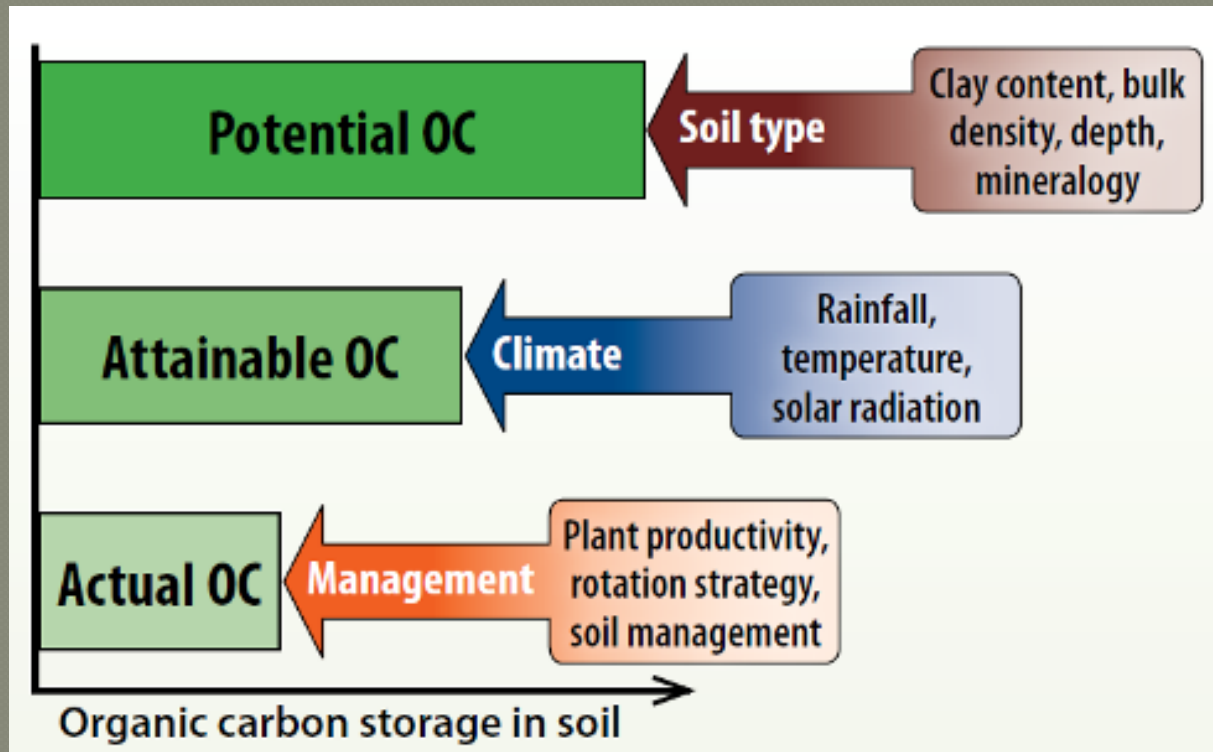 Potential OC
Soil type
Clay content, bulk
density, depth,
mineralogy
Attainable OC
Climate
Rainfall,
temperature,
solar radiation
Actual OC
Management
Plant productivity,
rotation strategy,
soil management
Organic carbon storage in soil